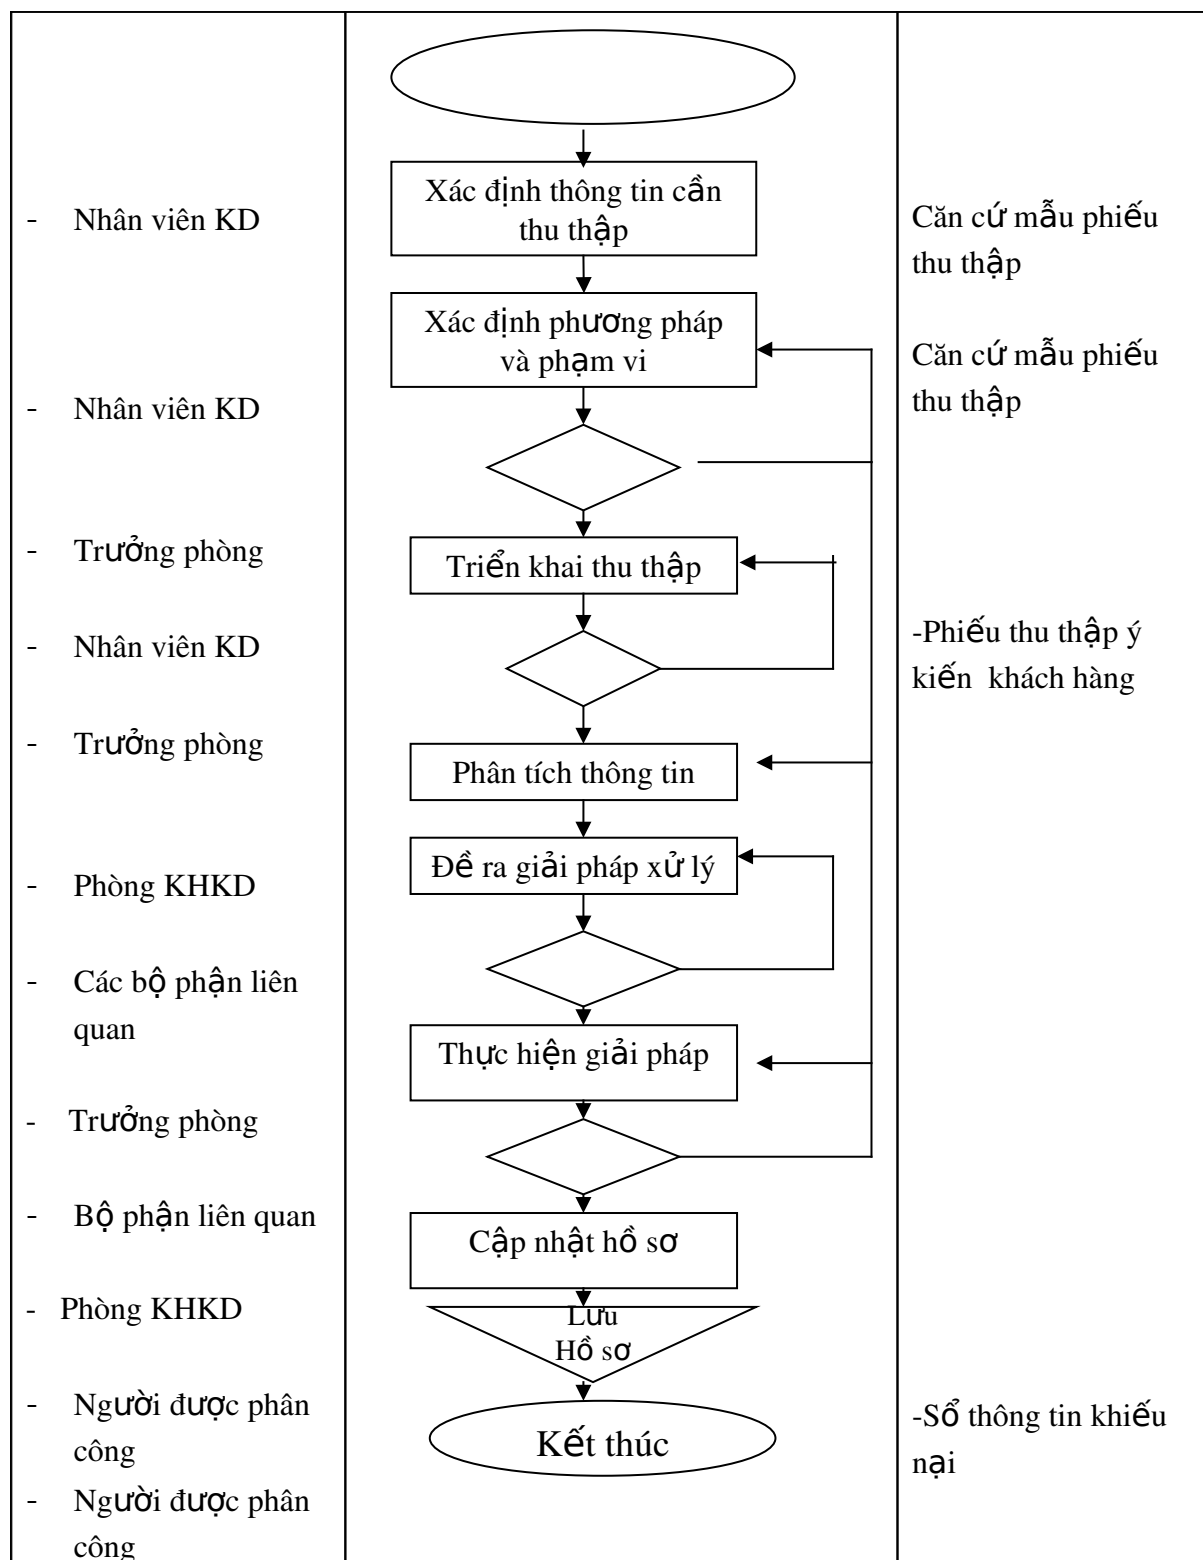 - Nhân viên KD
- Nhân viên KD
- Trưởng phòng
- Nhân viên KD
- Trưởng phòng
- Phòng KHKD
- Các bộ phận liên
quan
- Trưởng phòng
- Bộ phận liên quan
- Phòng KHKD
- Người được phân
công
- Người được phân
công
Xác định thông tin cần
thu thập
Xác định phương pháp
và phạm vi
Triển khai thu thập
Phân tích thông tin
Đề ra giải pháp xử lý
Thực hiện giải pháp
Cập nhật hồ sơ
Lưu
Hồ sơ
Kết thúc
Căn cứ mẫu phiếu
thu thập
Căn cứ mẫu phiếu
thu thập
-Phiếu thu thập ý
kiến khách hàng
-Sổ thông tin khiếu
nại